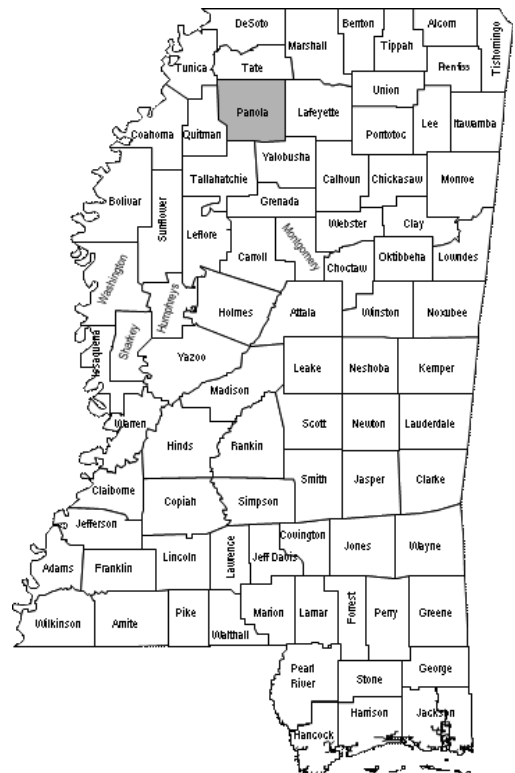 DeSoto
Benton
Alcorn
Marshall
Tippah
Tishomingo
Tunica
Tate
Prentiss
Union
Panola
Lafeyette
Lee
Itawamba
Coahoma
Quitman
Pontotoc
Yalobusha
Tallahatchie
Calhoun
Chickasaw
Monroe
Bolivar
Sunflower
Grenada
Leflore
Webster
Clay
Montgomery
Carroll
Choctaw
Oktibbeha
Lowndes
Washington
Humphreys
Holmes
Attala
Winston
Noxubee
Issaquena
Sharkey
Yazoo
Leake
Neshoba
Kemper
Madison
Warren
Scott
Newton
Lauderdale
Hinds
Rankin
Claiborne
Smith
Jasper
Clarke
Copiah
Simpson
Jefferson
Covington
Lincoln
Lawrence
Jeff Davis
Jones
Wayne
Adams
Franklin
Wilkinson
Amite
Pike
Walthall
Marion
Lamar
Forrest
Perry
Greene
Pearl
River
Stone
George
Hancock
Harrison
Jackson